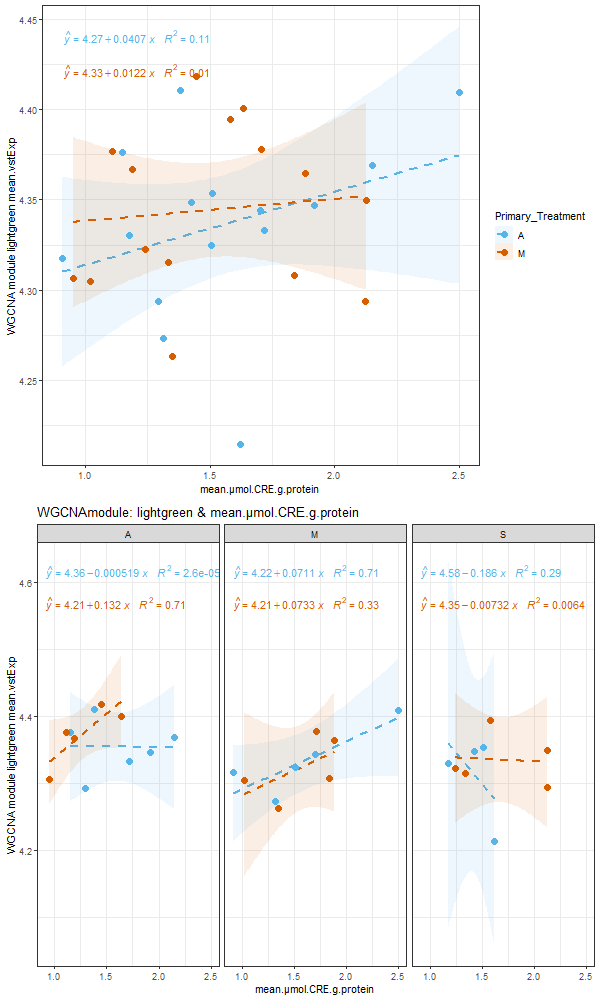 4.45
4.40
4.35
4.30
4.25
WGCNA module lightgreen mean.vstExp
ŷ = 4.27 + 0.0407 x R² = 0.11
ŷ = 4.33 + 0.0122 x R² = 0.01
1.0 1.5 2.0 2.5
mean.µmol.CRE.g.protein
Primary_Treatment
A
M
WGCNAmodule: lightgreen & mean.µmol.CRE.g.protein
A M S
ŷ = 4.36 − 0.000519 x R² = 2.6e-05
ŷ = 4.21 + 0.132 x R² = 0.71
ŷ = 4.22 + 0.0711 x R² = 0.71
ŷ = 4.21 + 0.0733 x R² = 0.33
ŷ = 4.58 − 0.186 x R² = 0.29
ŷ = 4.35 − 0.00732 x R² = 0.0064
4.6
4.4
4.2
WGCNA module lightgreen mean.vstExp
1.0 1.5 2.0 2.5 1.0 1.5 2.0 2.5 1.0 1.5 2.0 2.5
mean.µmol.CRE.g.protein